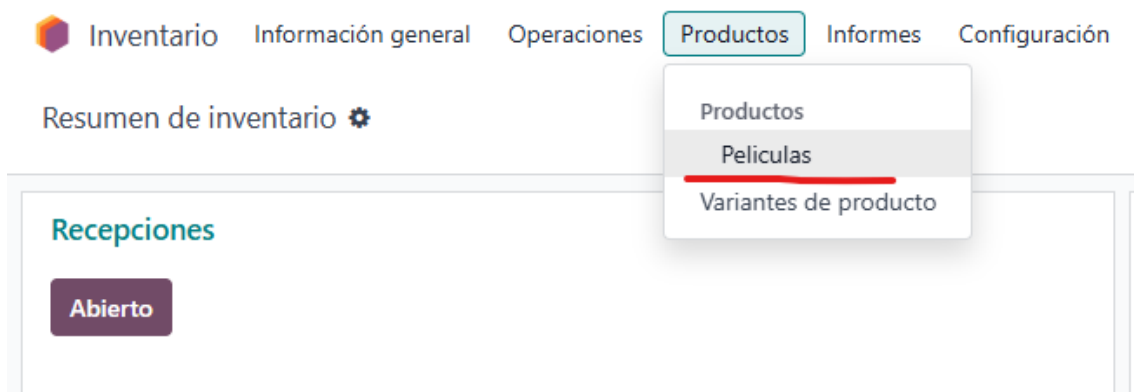 Inventario Información general Operaciones Productos Informes Configuración
Resumen de inventario
Productos
Peliculas
Variantes de producto
Recepciones
Abierto